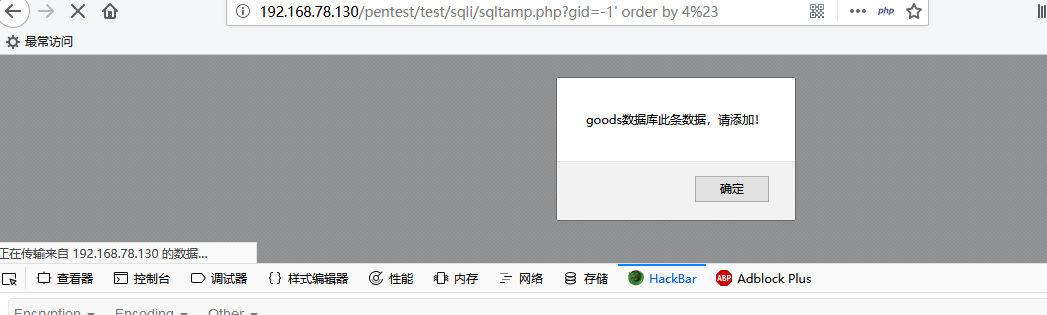 192.168.78.130/pentest/test/sqli/sqltamp.php?gid=-1' order by 4%23
php
最常访问
goods数据库此条数据，请添加！
确定
正在传输来自 192.168.78.130 的数据...
查看器 控制台 调试器 {} 样式编辑器 性能 内存 网络 存储 HackBar ABP Adblock Plus
Encryption Encoding Other